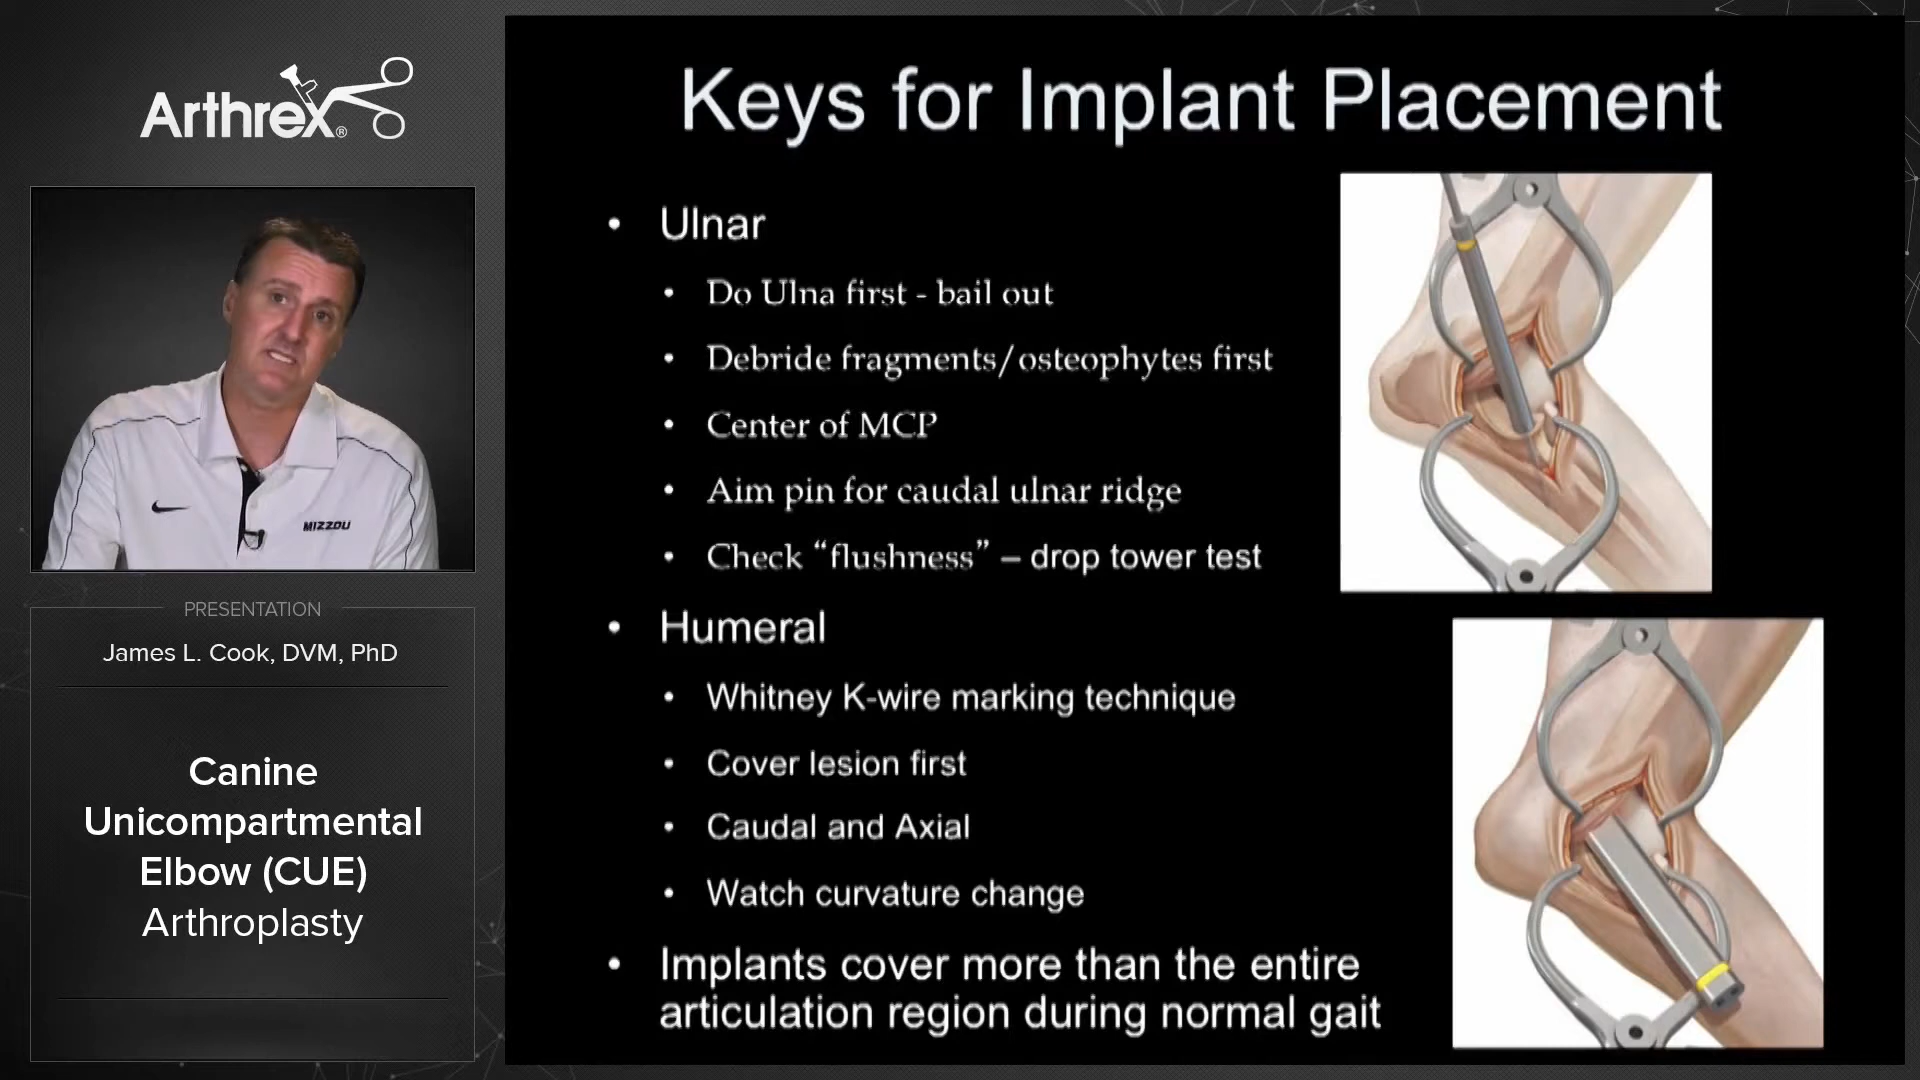 Arthrex®
MIZZOU
PRESENTATION
James L. Cook, DVM, PhD
Canine
Unicompartmental
Elbow (CUE)
Arthroplasty
Keys for Implant Placement
• Ulnar
• Do Ulna first - bail out
• Debride fragments/osteophytes first
• Center of MCP
• Aim pin for caudal ulnar ridge
• Check “flushness” – drop tower test
• Humeral
• Whitney K-wire marking technique
• Cover lesion first
• Caudal and Axial
• Watch curvature change
• Implants cover more than the entire
articulation region during normal gait